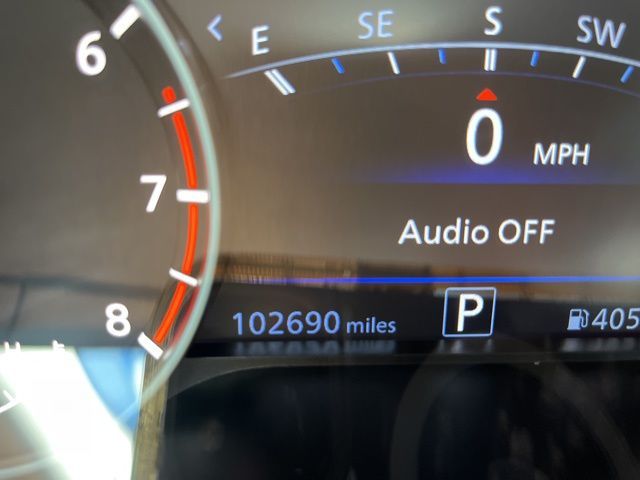 E SE S SW
6
0 MPH
7
Audio OFF
8
102690 miles P 405